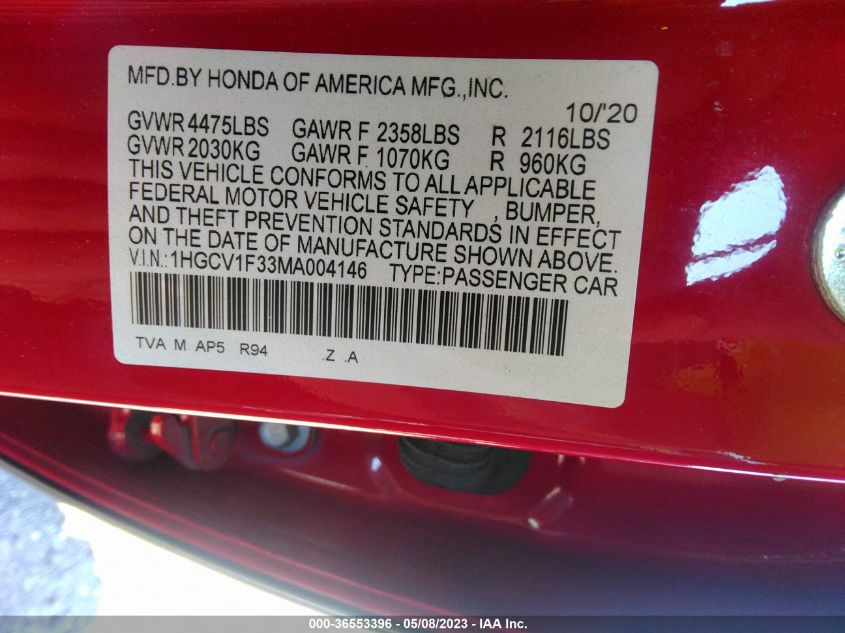 MFD.BY HONDA OF AMERICA MFG.,INC.
10/'20
GVWR 4475LBS GAWR F 2358LBS R 2116LBS
GVWR 2030KG GAWR F 1070KG R 960KG
THIS VEHICLE CONFORMS TO ALL APPLICABLE
FEDERAL MOTOR VEHICLE SAFETY , BUMPER,
AND THEFT PREVENTION STANDARDS IN EFFECT
ON THE DATE OF MANUFACTURE SHOWN ABOVE.
V.I.N.:1HGCV1F33MA004146 TYPE:PASSENGER CAR
TVA M AP5 R94 .Z .A
000-36553396 - 05/08/2023 - IAAI.COM